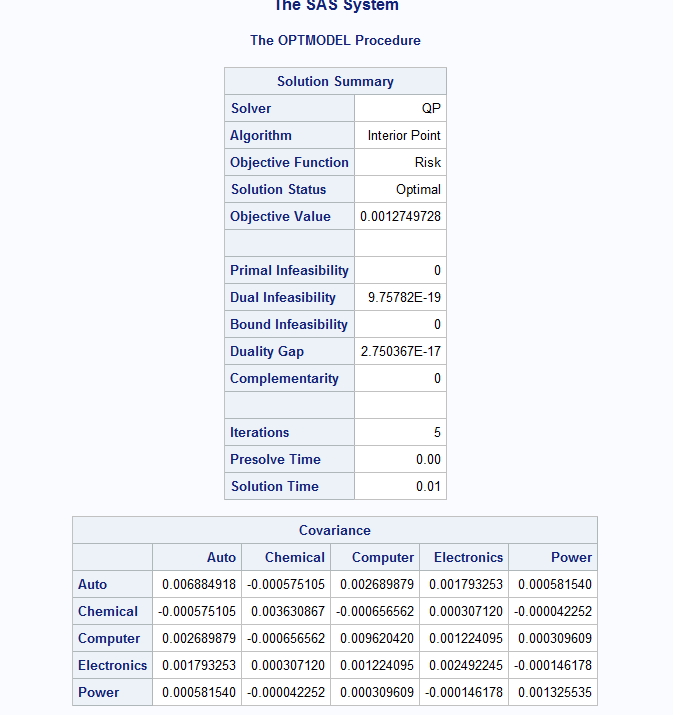 The SAS System
The OPTMODEL Procedure
Solution Summary
Solver QP
Algorithm Interior Point
Objective Function Risk
Solution Status Optimal
Objective Value 0.0012749728
Primal Infeasibility 0
Dual Infeasibility 9.75782E-19
Bound Infeasibility 0
Duality Gap 2.750367E-17
Complementarity 0
Iterations 5
Presolve Time 0.00
Solution Time 0.01
Covariance
Auto Chemical Computer Electronics Power
Auto 0.006884918 -0.000575105 0.002689879 0.001793253 0.000581540
Chemical -0.000575105 0.003630867 -0.000656562 0.000307120 -0.000042252
Computer 0.002689879 -0.000656562 0.009620420 0.001224095 0.000309609
Electronics 0.001793253 0.000307120 0.001224095 0.002492245 -0.000146178
Power 0.000581540 -0.000042252 0.000309609 -0.000146178 0.001325535